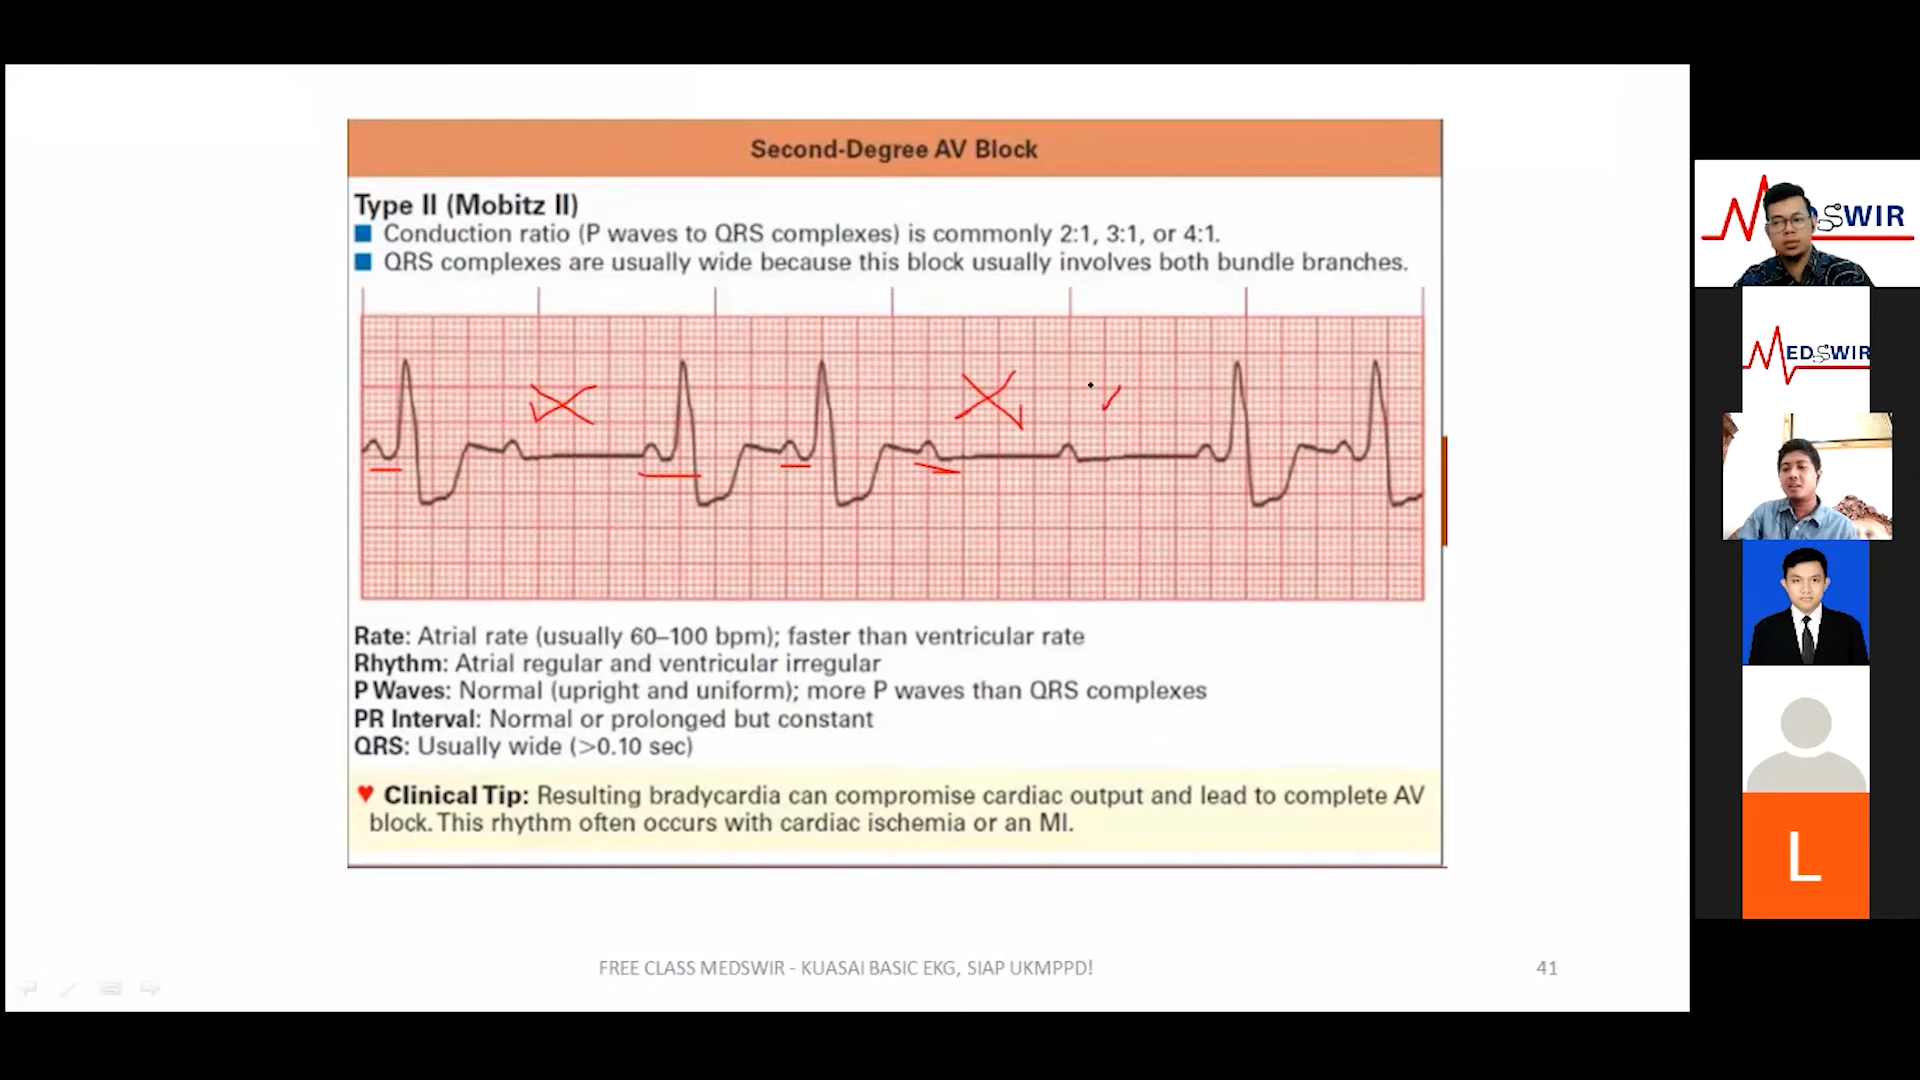 Second-Degree AV Block
Type II (Mobitz II)
Conduction ratio (P waves to QRS complexes) is commonly 2:1, 3:1, or 4:1.
QRS complexes are usually wide because this block usually involves both bundle branches.
Rate: Atrial rate (usually 60–100 bpm); faster than ventricular rate
Rhythm: Atrial regular and ventricular irregular
P Waves: Normal (upright and uniform); more P waves than QRS complexes
PR Interval: Normal or prolonged but constant
QRS: Usually wide (>0.10 sec)
♥ Clinical Tip: Resulting bradycardia can compromise cardiac output and lead to complete AV
block. This rhythm often occurs with cardiac ischemia or an MI.
FREE CLASS MEDSWIR - KUASAI BASIC EKG, SIAP UKMPPD!
41
SWIR
MEDSWIR
L